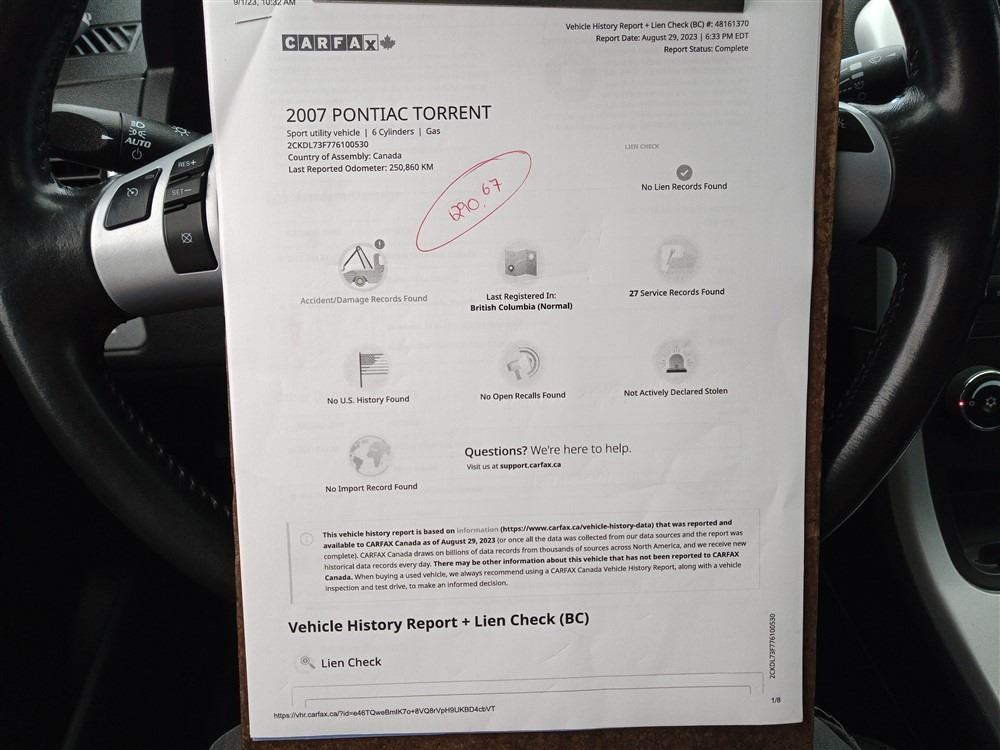 9/1/23, 10:32 AM
Vehicle History Report + Lien Check (BC) #: 48161370
CARFAX
Report Date: August 29, 2023 | 6:33 PM EDT
Report Status: Complete
2007 PONTIAC TORRENT
Sport utility vehicle | 6 Cylinders | Gas
2CKDL73F776100530
Country of Assembly: Canada
Last Reported Odometer: 250,860 KM
LIEN CHECK
No Lien Records Found
AUTO
RES+
SET-
Accident/Damage Records Found
Last Registered In:
British Columbia (Normal)
27 Service Records Found
No U.S. History Found
No Open Recalls Found
Not Actively Declared Stolen
No Import Record Found
Questions? We're here to help.
Visit us at support.carfax.ca
This vehicle history report is based on information (https://www.carfax.ca/vehicle-history-data) that was reported and
available to CARFAX Canada as of August 29, 2023 (or once all the data was collected from our data sources and the report was
complete). CARFAX Canada draws on billions of data records from thousands of sources across North America, and we receive new
historical data records every day. There may be other information about this vehicle that has not been reported to CARFAX
Canada. When buying a used vehicle, we always recommend using a CARFAX Canada Vehicle History Report, along with a vehicle
inspection and test drive, to make an informed decision.
Vehicle History Report + Lien Check (BC)
Lien Check
2CKDL73F776100530
1/8
https://vhr.carfax.ca/?id=e46TQweBmIK7o+8VQ8rVpH9UKBD4cbVT